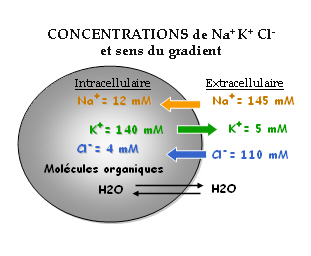 CONCENTRATIONS de Na⁺ K⁺ Cl⁻
et sens du gradient
Intracellulaire Extracellulaire
Na⁺ = 12 mM Na⁺ = 145 mM
K⁺ = 140 mM K⁺ = 5 mM
Cl⁻ = 4 mM Cl⁻ = 110 mM
Molécules organiques
H2O H2O